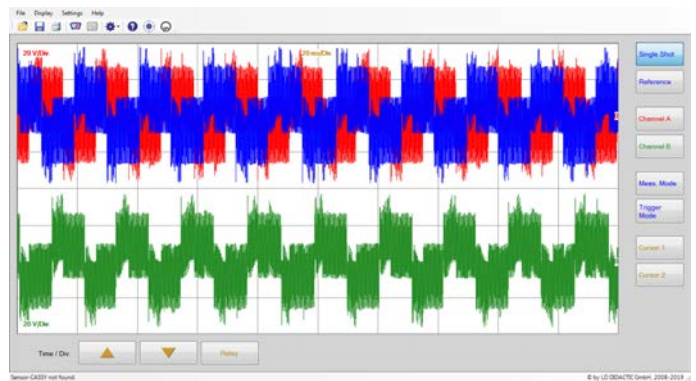 File Display Settings Help
20 V/Div
20 ms/Div
Single Shot
Reference
Channel A
Channel B
Meas. Mode
Trigger
Mode
Cursor 1
Cursor 2
20 V/Div
Time / Div.
Relay
Sensor-CASSY not found.
© by LD DIDACTIC GmbH, 2008-2019